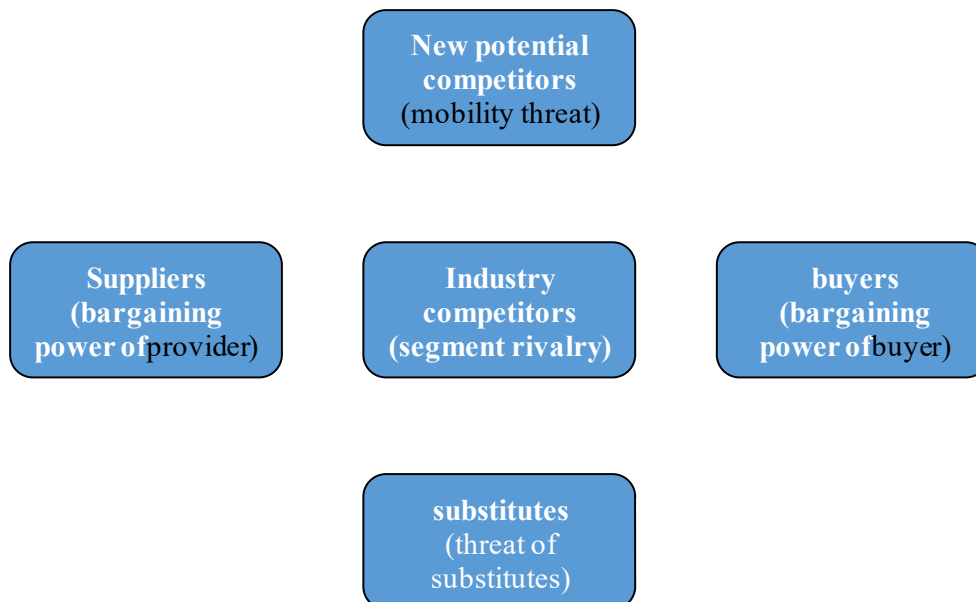 New potential
competitors
(mobility threat)
Suppliers
(bargaining
power ofprovider)
Industry
competitors
(segment rivalry)
buyers
(bargaining
power ofbuyer)
substitutes
(threat of
substitutes)